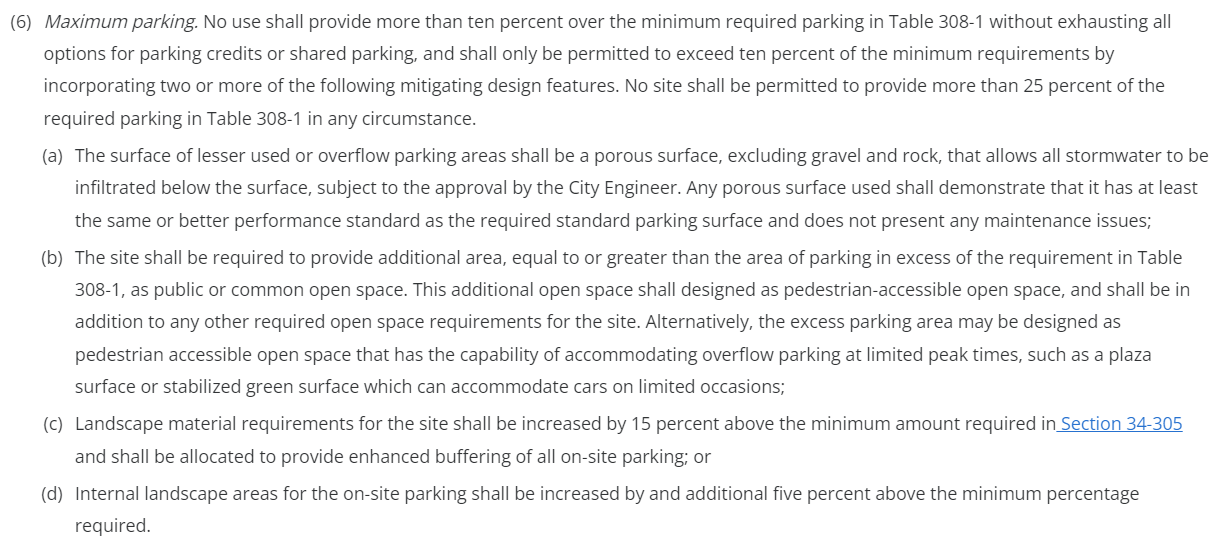 (6) Maximum parking. No use shall provide more than ten percent over the minimum required parking in Table 308-1 without exhausting all
options for parking credits or shared parking, and shall only be permitted to exceed ten percent of the minimum requirements by
incorporating two or more of the following mitigating design features. No site shall be permitted to provide more than 25 percent of the
required parking in Table 308-1 in any circumstance.
(a) The surface of lesser used or overflow parking areas shall be a porous surface, excluding gravel and rock, that allows all stormwater to be
infiltrated below the surface, subject to the approval by the City Engineer. Any porous surface used shall demonstrate that it has at least
the same or better performance standard as the required standard parking surface and does not present any maintenance issues;
(b) The site shall be required to provide additional area, equal to or greater than the area of parking in excess of the requirement in Table
308-1, as public or common open space. This additional open space shall designed as pedestrian-accessible open space, and shall be in
addition to any other required open space requirements for the site. Alternatively, the excess parking area may be designed as
pedestrian accessible open space that has the capability of accommodating overflow parking at limited peak times, such as a plaza
surface or stabilized green surface which can accommodate cars on limited occasions;
(c) Landscape material requirements for the site shall be increased by 15 percent above the minimum amount required in Section 34-305
and shall be allocated to provide enhanced buffering of all on-site parking; or
(d) Internal landscape areas for the on-site parking shall be increased by and additional five percent above the minimum percentage
required.